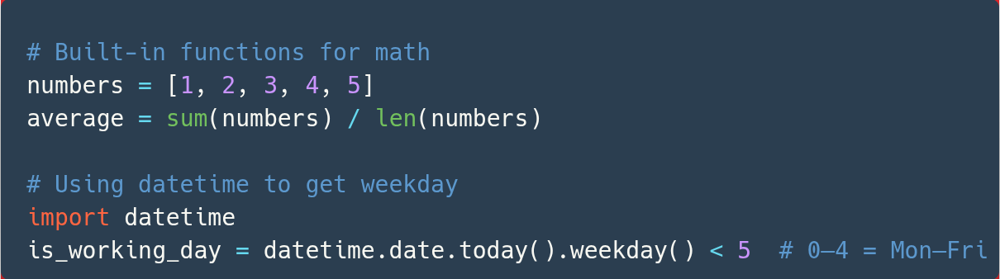 # Built-in functions for math
numbers = [1, 2, 3, 4, 5]
average = sum(numbers) / len(numbers)
# Using datetime to get weekday
import datetime
is_working_day = datetime.date.today().weekday() < 5  # 0–4 = Mon–Fri